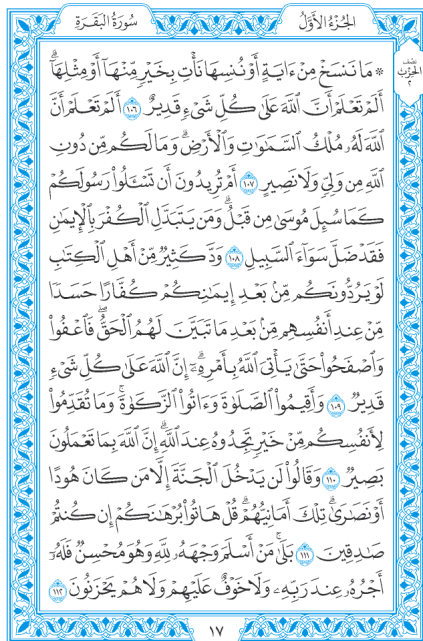 الجُزْءُ الأَوَّلُ
سُورَةُ البَقَرَةِ
نصف
الحِزْب
٢
۞ مَا نَنسَخْ مِنْ ءَايَةٍ أَوْ نُنسِهَا نَأْتِ بِخَيْرٍ مِّنْهَآ أَوْ مِثْلِهَآۗ
أَلَمْ تَعْلَمْ أَنَّ ٱللَّهَ عَلَىٰ كُلِّ شَىْءٍ قَدِيرٌ ١٠٦ أَلَمْ تَعْلَمْ أَنَّ
ٱللَّهَ لَهُۥ مُلْكُ ٱلسَّمَٰوَٰتِ وَٱلْأَرْضِۗ وَمَا لَكُم مِّن دُونِ
ٱللَّهِ مِن وَلِىٍّ وَلَا نَصِيرٍ ١٠٧ أَمْ تُرِيدُونَ أَن تَسْـَٔلُوا۟ رَسُولَكُمْ
كَمَا سُئِلَ مُوسَىٰ مِن قَبْلُۗ وَمَن يَتَبَدَّلِ ٱلْكُفْرَ بِٱلْإِيمَٰنِ
فَقَدْ ضَلَّ سَوَآءَ ٱلسَّبِيلِ ١٠٨ وَدَّ كَثِيرٌ مِّنْ أَهْلِ ٱلْكِتَٰبِ
لَوْ يَرُدُّونَكُم مِّنۢ بَعْدِ إِيمَٰنِكُمْ كُفَّارًا حَسَدًا
مِّنْ عِندِ أَنفُسِهِم مِّنۢ بَعْدِ مَا تَبَيَّنَ لَهُمُ ٱلْحَقُّۖ فَٱعْفُوا۟
وَٱصْفَحُوا۟ حَتَّىٰ يَأْتِىَ ٱللَّهُ بِأَمْرِهِۦٓۗ إِنَّ ٱللَّهَ عَلَىٰ كُلِّ شَىْءٍ
قَدِيرٌ ١٠٩ وَأَقِيمُوا۟ ٱلصَّلَوٰةَ وَءَاتُوا۟ ٱلزَّكَوٰةَۚ وَمَا تُقَدِّمُوا۟
لِأَنفُسِكُم مِّنْ خَيْرٍ تَجِدُوهُ عِندَ ٱللَّهِۗ إِنَّ ٱللَّهَ بِمَا تَعْمَلُونَ
بَصِيرٌ ١١٠ وَقَالُوا۟ لَن يَدْخُلَ ٱلْجَنَّةَ إِلَّا مَن كَانَ هُودًا
أَوْ نَصَٰرَىٰۗ تِلْكَ أَمَانِيُّهُمْۗ قُلْ هَاتُوا۟ بُرْهَٰنَكُمْ إِن كُنتُمْ
صَٰدِقِينَ ١١١ بَلَىٰ مَنْ أَسْلَمَ وَجْهَهُۥ لِلَّهِ وَهُوَ مُحْسِنٌ فَلَهُۥٓ
أَجْرُهُۥ عِندَ رَبِّهِۦ وَلَا خَوْفٌ عَلَيْهِمْ وَلَا هُمْ يَحْزَنُونَ ١١٢
١٧